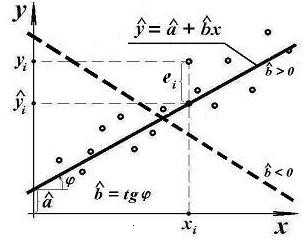 y
ŷ = â + b̂x
yᵢ
eᵢ
b̂>0
ŷᵢ
φ
b̂ = tg φ
b̂<0
â
xᵢ
x